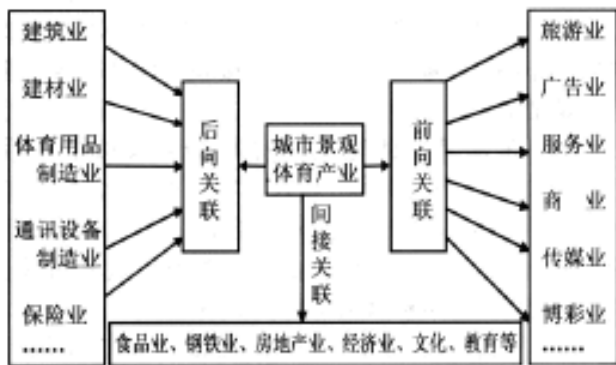 建筑业
建材业
体育用品
制造业
通讯设备
制造业
保险业
……
后向关联
城市景观
体育产业
间接关联
前向关联
旅游业
广告业
服务业
商 业
传媒业
博彩业
……
食品业、钢铁业、房地产业、经济业、文化、教育等